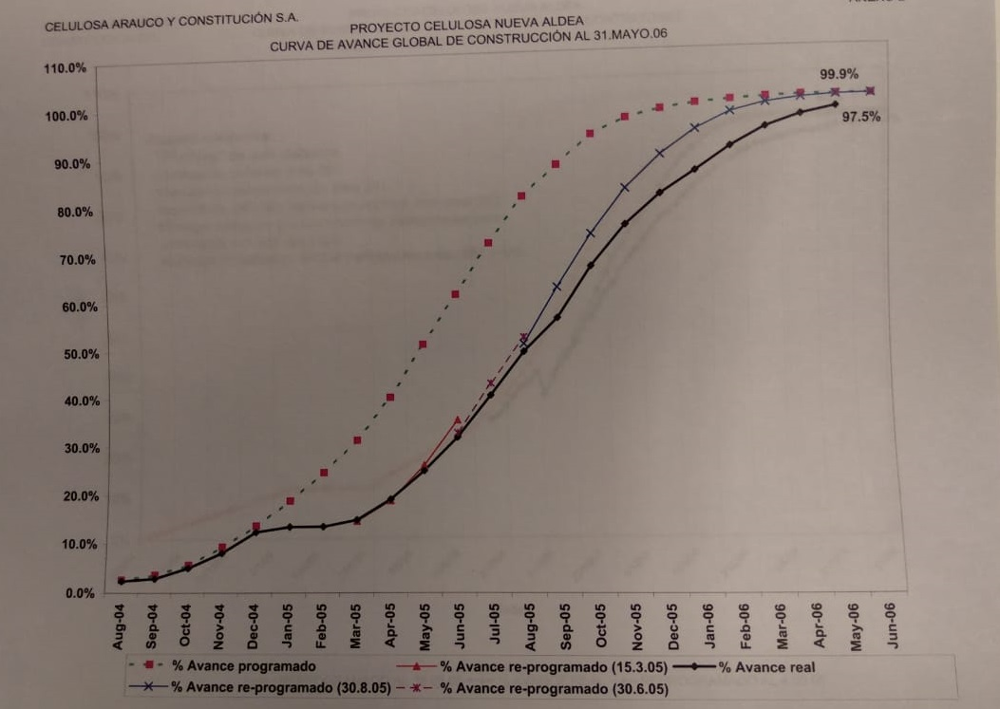 CELULOSA ARAUCO Y CONSTITUCIÓN S.A.
PROYECTO CELULOSA NUEVA ALDEA
CURVA DE AVANCE GLOBAL DE CONSTRUCCIÓN AL 31.MAYO.06
110.0%
100.0%
90.0%
80.0%
70.0%
60.0%
50.0%
40.0%
30.0%
20.0%
10.0%
0.0%
99.9%
97.5%
Aug-04
Sep-04
Oct-04
Nov-04
Dec-04
Jan-05
Feb-05
Mar-05
Apr-05
May-05
Jun-05
Jul-05
Aug-05
Sep-05
Oct-05
Nov-05
Dec-05
Jan-06
Feb-06
Mar-06
Apr-06
May-06
Jun-06
% Avance programado
% Avance re-programado (15.3.05)
% Avance real
% Avance re-programado (30.8.05)
% Avance re-programado (30.6.05)